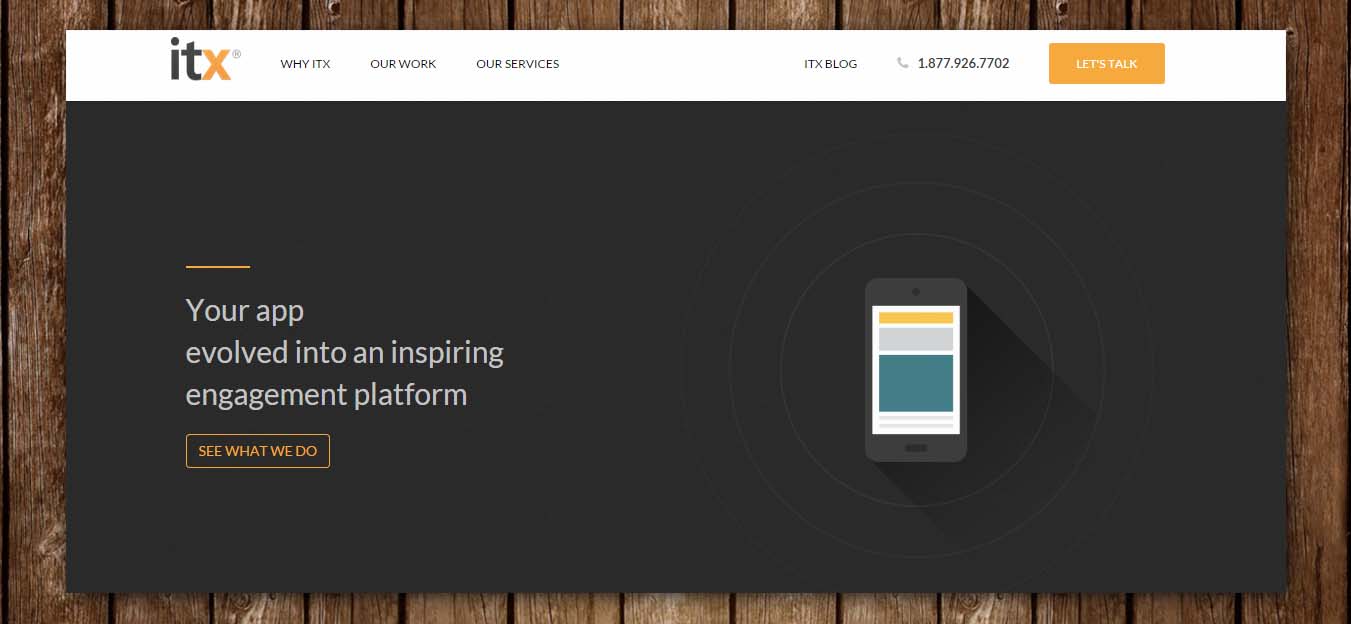 itx®
WHY ITX
OUR WORK
OUR SERVICES
ITX BLOG
1.877.926.7702
LET'S TALK
Your app
evolved into an inspiring
engagement platform
SEE WHAT WE DO